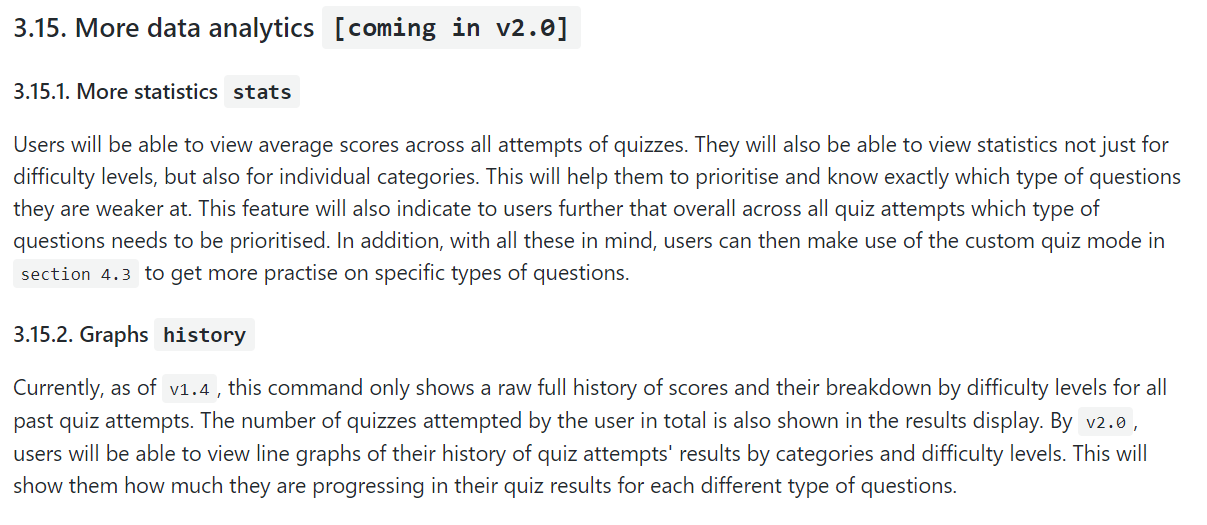 3.15. More data analytics [coming in v2.0]
3.15.1. More statistics stats
Users will be able to view average scores across all attempts of quizzes. They will also be able to view statistics not just for
difficulty levels, but also for individual categories. This will help them to prioritise and know exactly which type of questions
they are weaker at. This feature will also indicate to users further that overall across all quiz attempts which type of
questions needs to be prioritised. In addition, with all these in mind, users can then make use of the custom quiz mode in
section 4.3 to get more practise on specific types of questions.
3.15.2. Graphs history
Currently, as of v1.4 , this command only shows a raw full history of scores and their breakdown by difficulty levels for all
past quiz attempts. The number of quizzes attempted by the user in total is also shown in the results display. By v2.0 ,
users will be able to view line graphs of their history of quiz attempts' results by categories and difficulty levels. This will
show them how much they are progressing in their quiz results for each different type of questions.